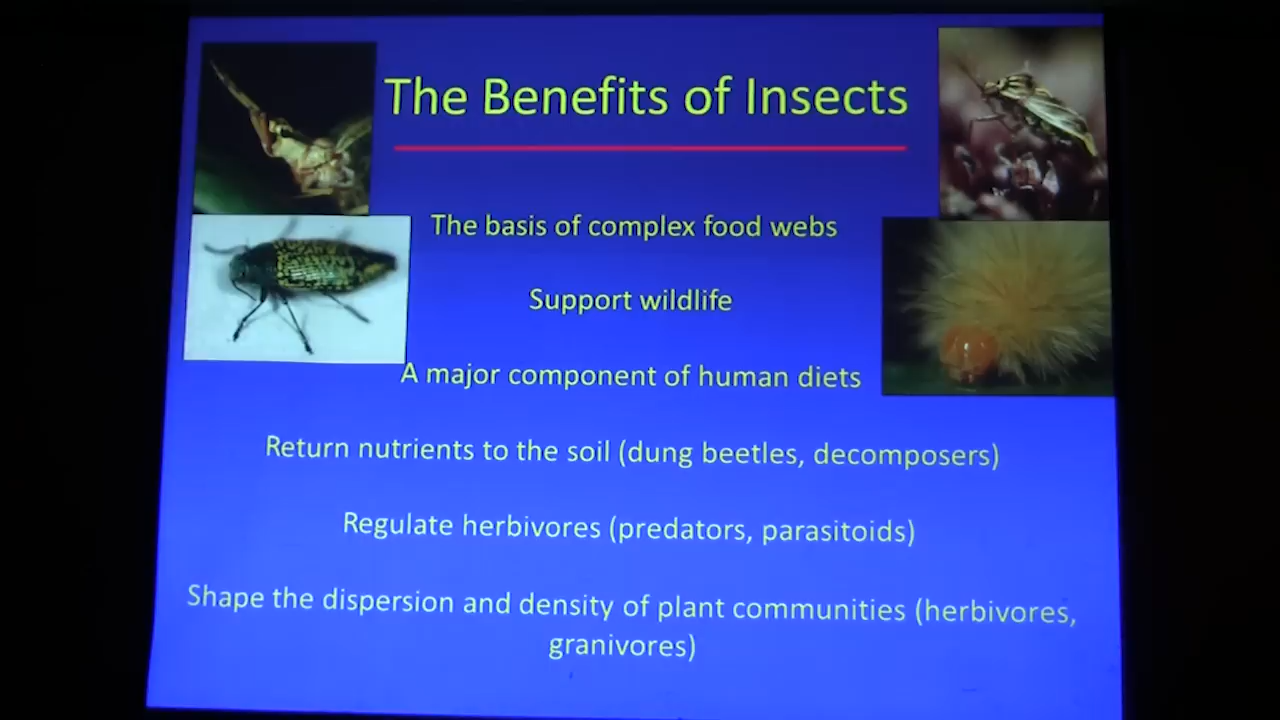 The Benefits of Insects
The basis of complex food webs
Support wildlife
A major component of human diets
Return nutrients to the soil (dung beetles, decomposers)
Regulate herbivores (predators, parasitoids)
Shape the dispersion and density of plant communities (herbivores,
granivores)